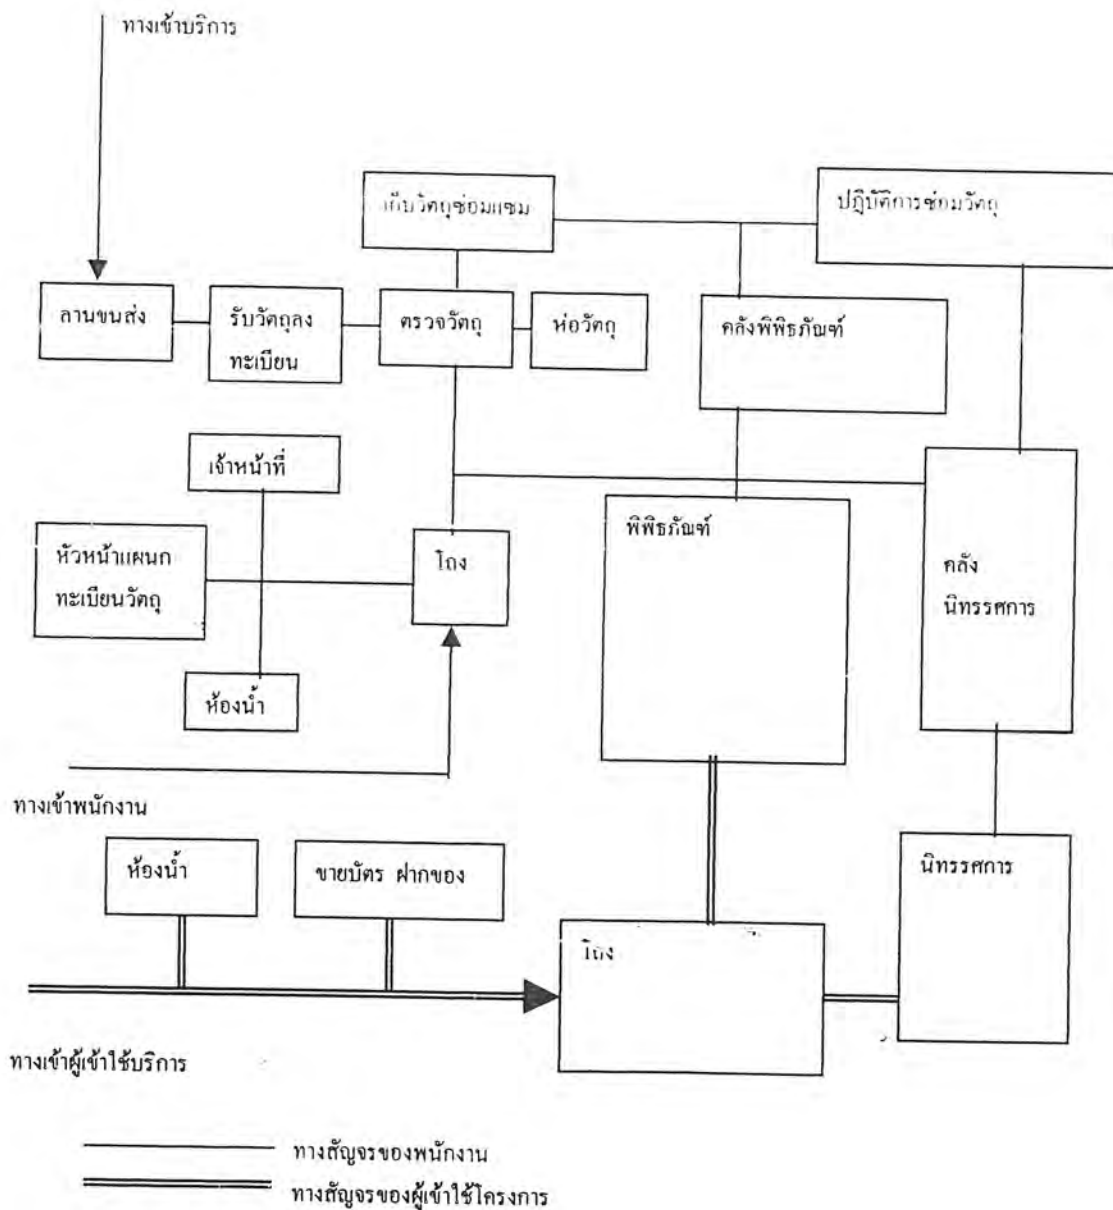 ทางเข้าบริการ
เก็บวัตถุซ่อมแซม
ปฎิบัติการซ่อมวัตถุ
ลานขนส่ง
รับวัตถุลง
ทะเบียน
ตรวจวัตถุ
ห่อวัตถุ
คลังพิพิธภัณฑ์
เจ้าหน้าที่
หัวหน้าแผนก
ทะเบียนวัตถุ
โถง
พิพิธภัณฑ์
คลัง
นิทรรศการ
ห้องน้ำ
ทางเข้าพนักงาน
ห้องน้ำ
ขายบัตร ฝากของ
นิทรรศการ
โถง
ทางเข้าผู้เข้าใช้บริการ
ทางสัญจรของพนักงาน
ทางสัญจรของผู้เข้าใช้โครงการ